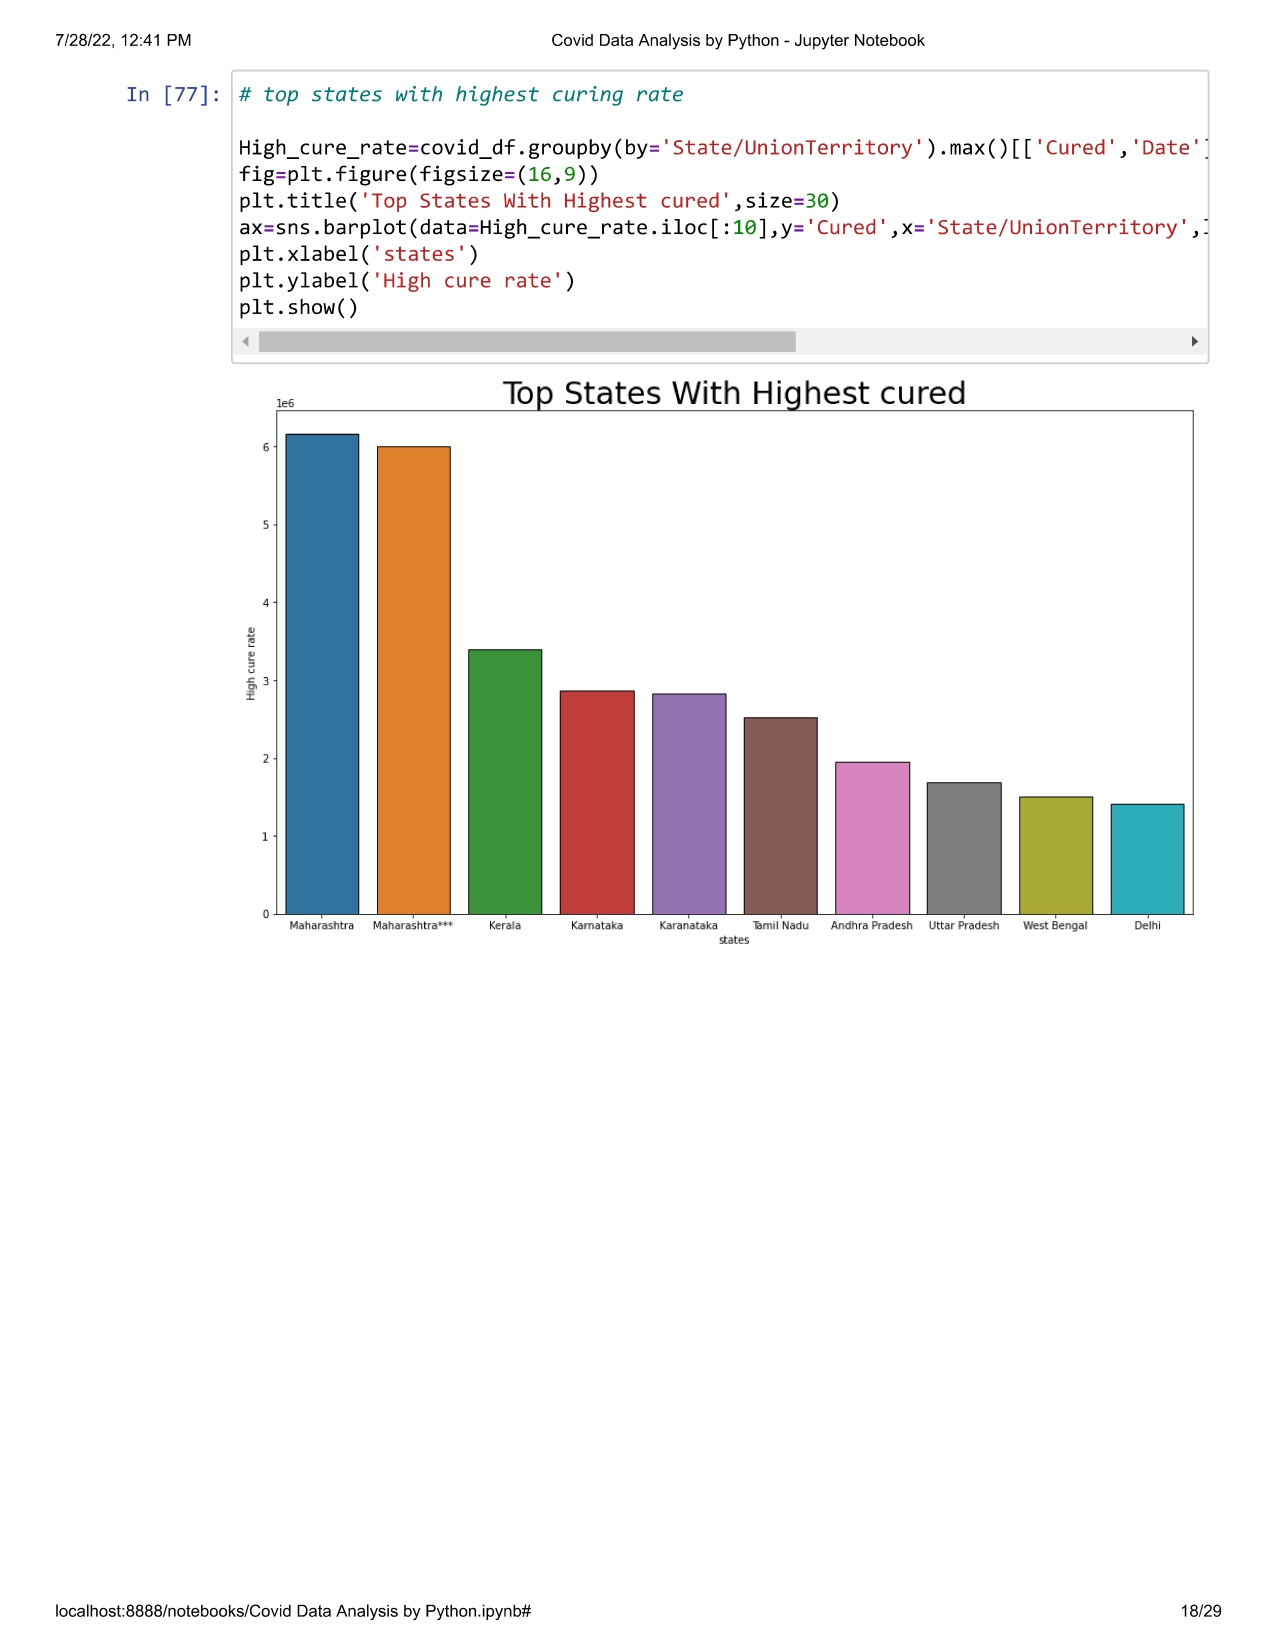 7/28/22, 12:41 PM Covid Data Analysis by Python - Jupyter Notebook
In [77]: # top states with highest curing rate
High_cure_rate=covid_df.groupby(by='State/UnionTerritory').max()[['Cured','Date']
fig=plt.figure(figsize=(16,9))
plt.title('Top States With Highest cured',size=30)
ax=sns.barplot(data=High_cure_rate.iloc[:10],y='Cured',x='State/UnionTerritory',
plt.xlabel('states')
plt.ylabel('High cure rate')
plt.show()
Top States With Highest cured
1e6
6
5
4
3
2
1
0
High cure rate
Maharashtra Maharashtra*** Kerala Karnataka Karanataka Tamil Nadu Andhra Pradesh Uttar Pradesh West Bengal Delhi
states
localhost:8888/notebooks/Covid Data Analysis by Python.ipynb# 18/29